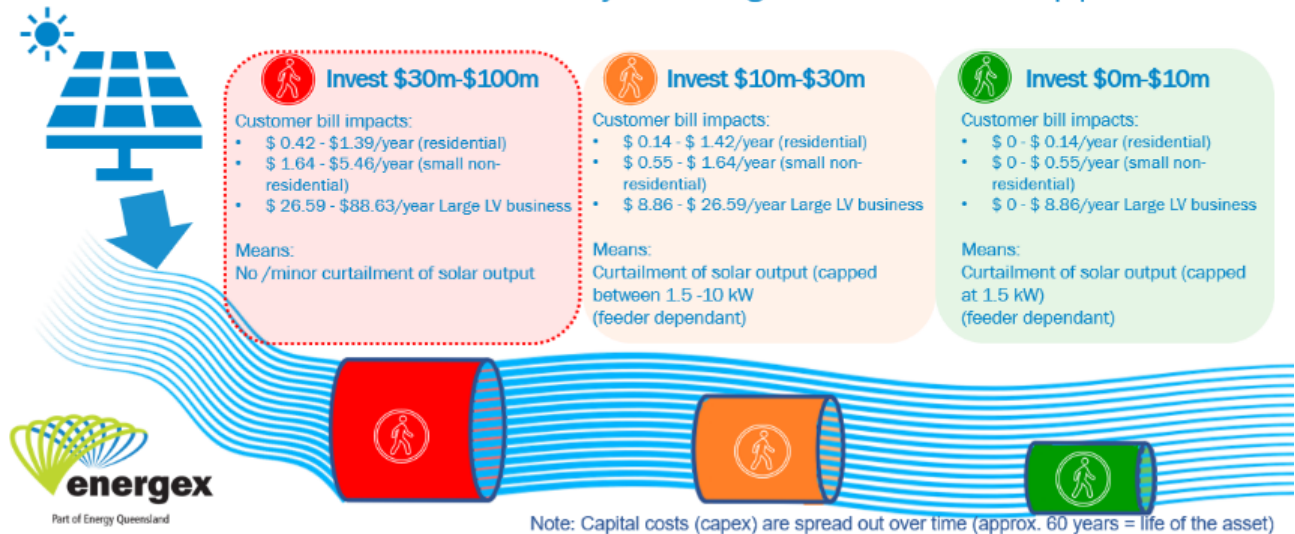 Invest $30m-$100m
Customer bill impacts:
• $ 0.42 - $1.39/year (residential)
• $ 1.64 - $5.46/year (small non-
residential)
• $ 26.59 - $88.63/year Large LV business
Means:
No /minor curtailment of solar output
Invest $10m-$30m
Customer bill impacts:
• $ 0.14 - $ 1.42/year (residential)
• $ 0.55 - $ 1.64/year (small non-
residential)
• $ 8.86 - $ 26.59/year Large LV business
Means:
Curtailment of solar output (capped
between 1.5 -10 kW
(feeder dependant)
Invest $0m-$10m
Customer bill impacts:
• $ 0 - $ 0.14/year (residential)
• $ 0 - $ 0.55/year (small non-
residential)
• $ 0 - $ 8.86/year Large LV business
Means:
Curtailment of solar output (capped
at 1.5 kW)
(feeder dependant)
energex
Part of Energy Queensland
Note: Capital costs (capex) are spread out over time (approx. 60 years = life of the asset)